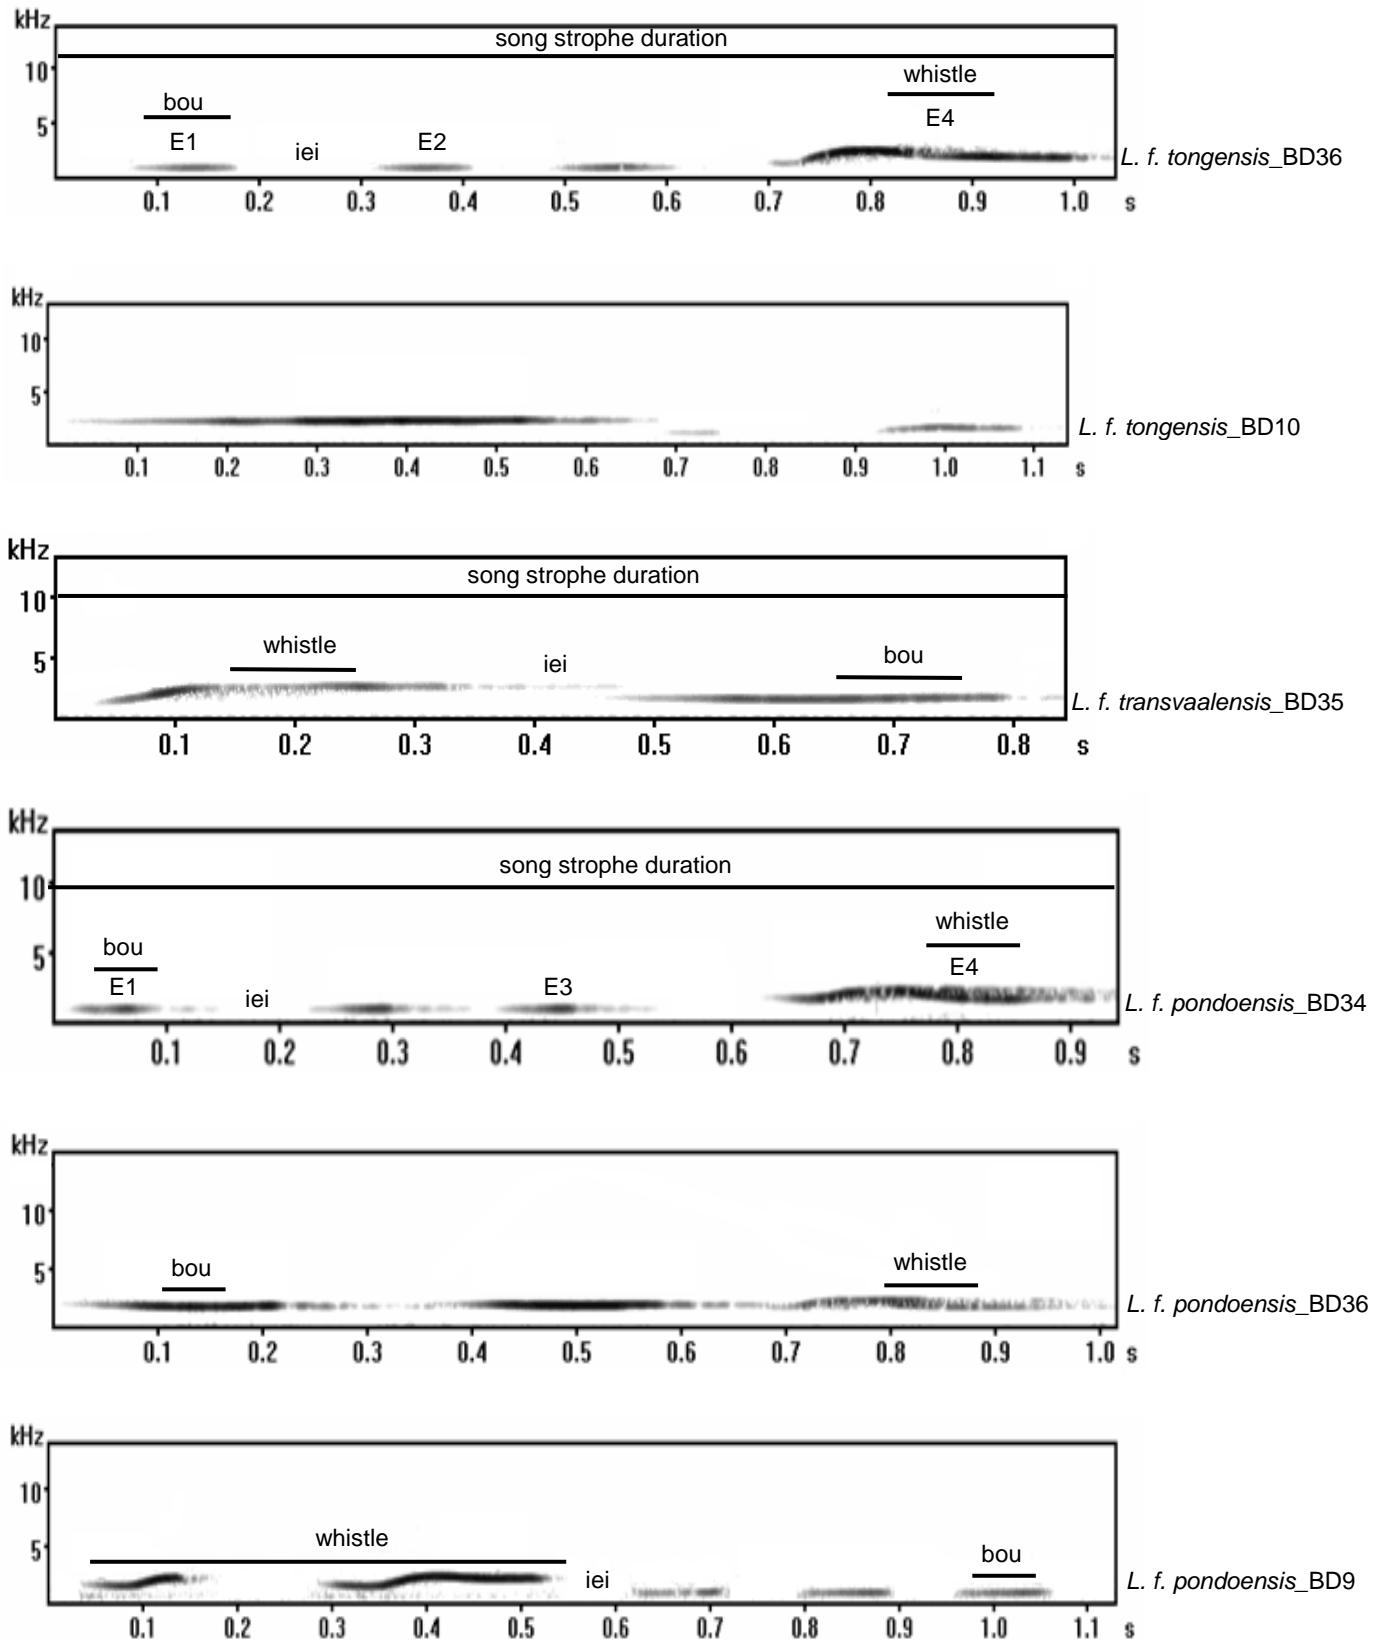 kHz
song strophe duration
10
whistle
bou
5
E4
E1
E2
iei
L. f. tongensis_BD36
0.1 0.2 0.3 0.4 0.5 0.6 0.7 0.8 0.9 1.0 s
kHz
10
5
L. f. tongensis_BD10
0.1 0.2 0.3 0.4 0.5 0.6 0.7 0.8 0.9 1.0 1.1 s
kHz
song strophe duration
10
whistle
bou
5
iei
L. f. transvaalensis_BD35
0.1 0.2 0.3 0.4 0.5 0.6 0.7 0.8 s
kHz
song strophe duration
10
whistle
bou
5
E4
E1
E3
iei
L. f. pondoensis_BD34
0.1 0.2 0.3 0.4 0.5 0.6 0.7 0.8 0.9 s
kHz
10
whistle
bou
5
L. f. pondoensis_BD36
0.1 0.2 0.3 0.4 0.5 0.6 0.7 0.8 0.9 1.0 s
kHz
10
whistle
5
bou
iei
L. f. pondoensis_BD9
0.1 0.2 0.3 0.4 0.5 0.6 0.7 0.8 0.9 1.0 1.1 s